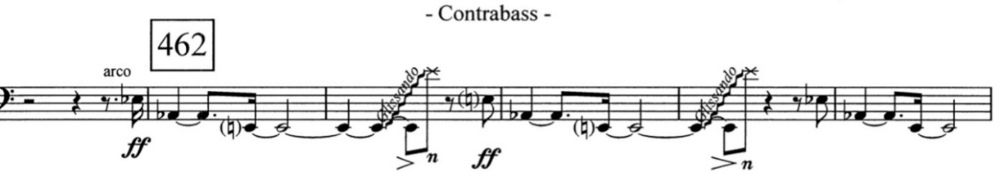 - Contrabass -
462
arco
glissando
glissando
ff
n
ff
n